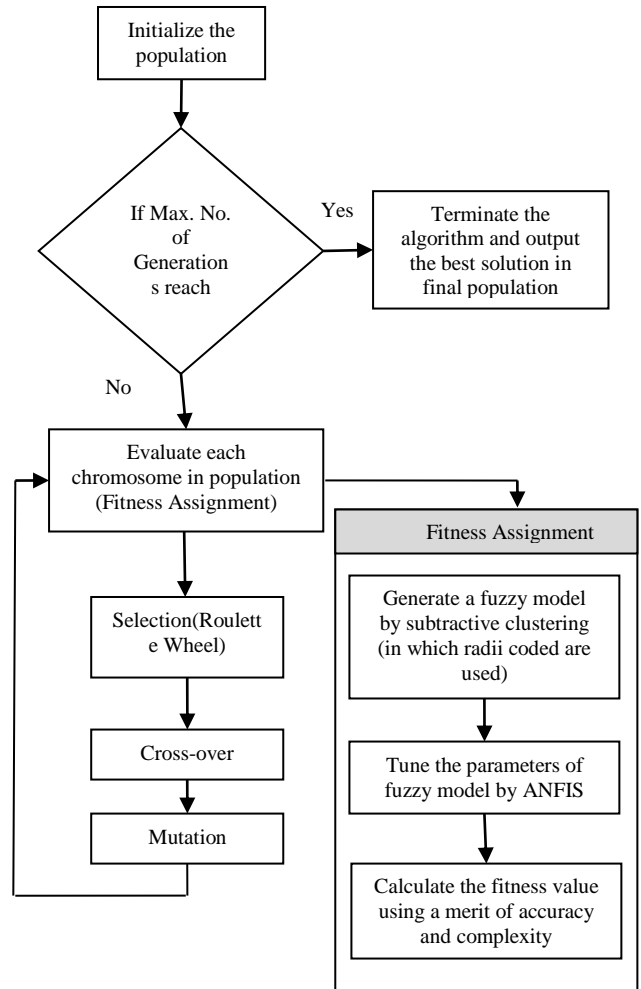 Initialize the
population
If Max. No.
of
Generation
s reach
Yes
Terminate the
algorithm and output
the best solution in
final population
No
Evaluate each
chromosome in population
(Fitness Assignment)
Selection(Roulett
e Wheel)
Cross-over
Mutation
Fitness Assignment
Generate a fuzzy model
by subtractive clustering
(in which radii coded are
used)
Tune the parameters of
fuzzy model by ANFIS
Calculate the fitness value
using a merit of accuracy
and complexity